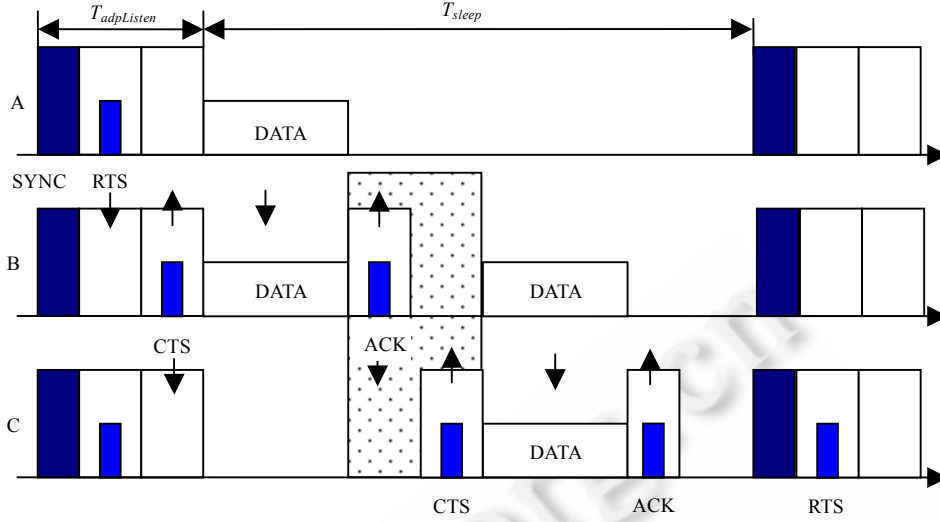 T_adpListen T_sleep
A
DATA
SYNC RTS
B
DATA DATA
CTS ACK
C
DATA
CTS ACK RTS